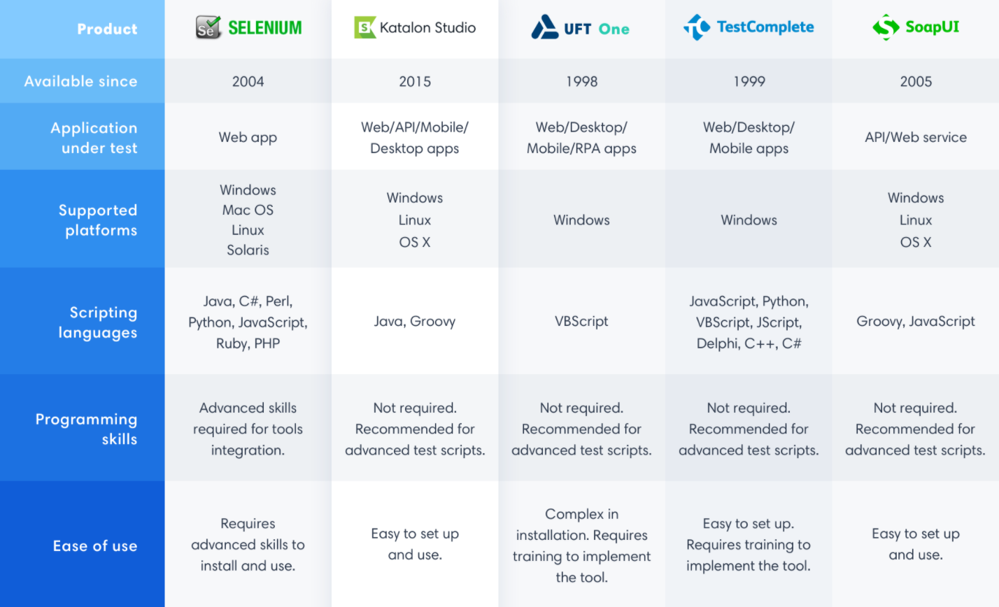 Product
Se
SELENIUM
S
Katalon Studio
UFT One
TestComplete
SoapUI
Available since
2004
2015
1998
1999
2005
Application
under test
Web app
Web/API/Mobile/
Desktop apps
Web/Desktop/
Mobile/RPA apps
Web/Desktop/
Mobile apps
API/Web service
Supported
platforms
Windows
Mac OS
Linux
Solaris
Windows
Linux
OS X
Windows
Windows
Windows
Linux
OS X
Scripting
languages
Java, C#, Perl,
Python, JavaScript,
Ruby, PHP
Java, Groovy
VBScript
JavaScript, Python,
VBScript, JScript,
Delphi, C++, C#
Groovy, JavaScript
Programming
skills
Advanced skills
required for tools
integration.
Not required.
Recommended for
advanced test scripts.
Not required.
Recommended for
advanced test scripts.
Not required.
Recommended for
advanced test scripts.
Not required.
Recommended for
advanced test scripts.
Ease of use
Requires
advanced skills to
install and use.
Easy to set up
and use.
Complex in
installation. Requires
training to implement
the tool.
Easy to set up.
Requires training to
implement the tool.
Easy to set up
and use.